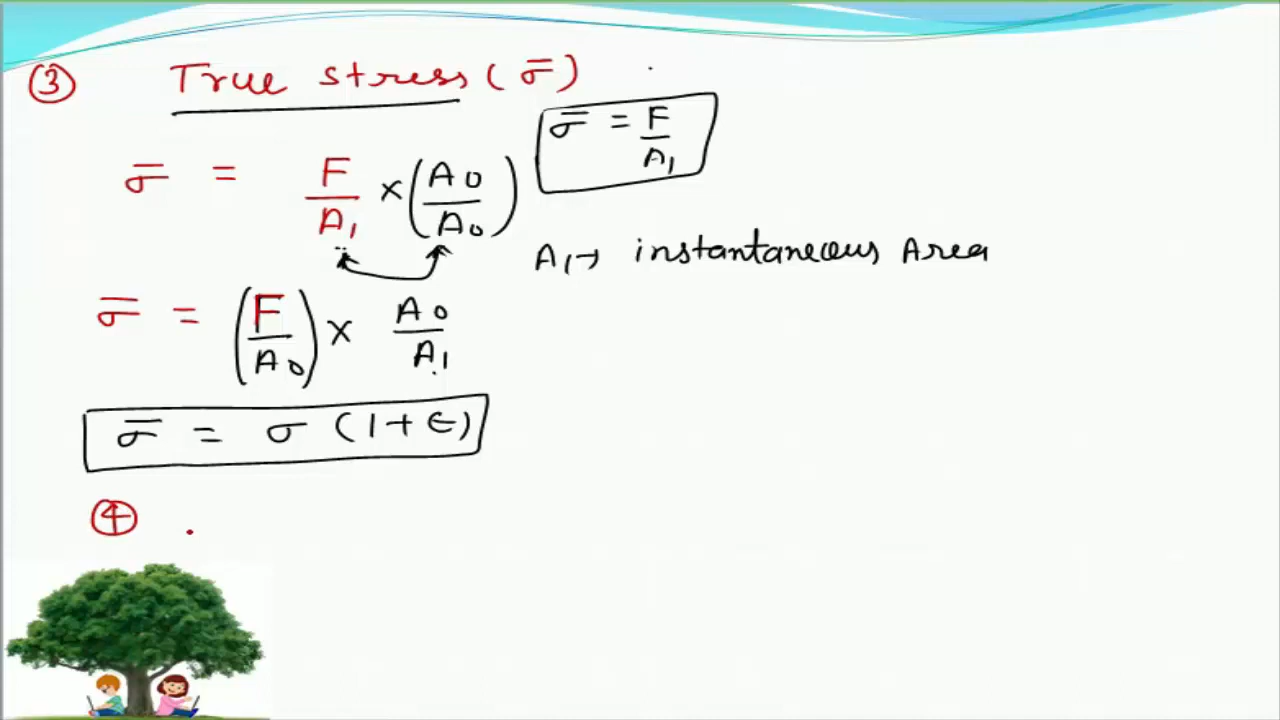 ③ True stress (σ̄)
σ̄ = F/A₁
σ̄ = F/A₁ × (A₀/A₀)
A₁ → instantaneous Area
σ̄ = (F/A₀) × A₀/A₁
σ̄ = σ (1+ϵ)
④ .